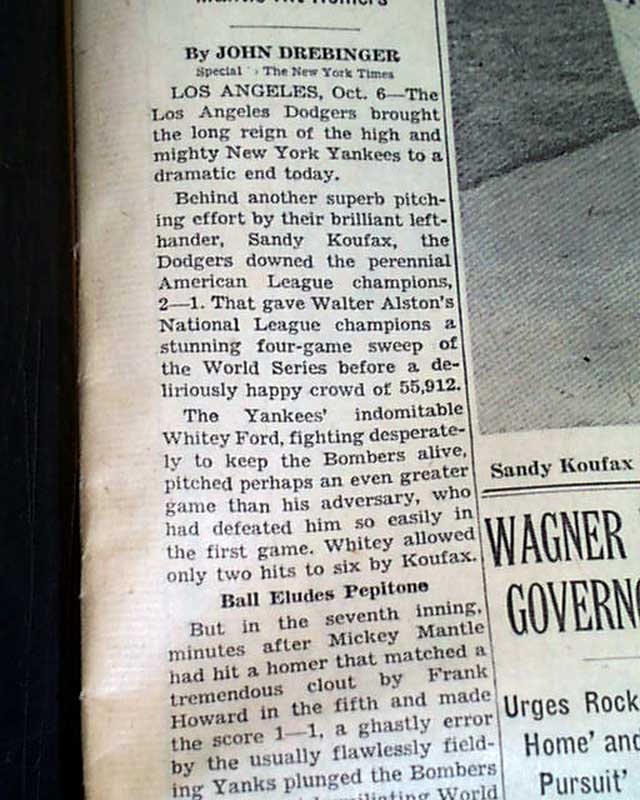 By JOHN DREBINGER
Special The New York Times
LOS ANGELES, Oct. 6—The
Los Angeles Dodgers brought
the long reign of the high and
mighty New York Yankees to a
dramatic end today.
Behind another superb pitch-
ing effort by their brilliant left-
hander, Sandy Koufax, the
Dodgers downed the perennial
American League champions,
2—1. That gave Walter Alston's
National League champions a
stunning four-game sweep of
the World Series before a de-
liriously happy crowd of 55,912.
The Yankees' indomitable
Whitey Ford, fighting desperate-
ly to keep the Bombers alive,
pitched perhaps an even greater
game than his adversary, who
had defeated him so easily in
the first game. Whitey allowed
only two hits to six by Koufax.
Ball Eludes Pepitone
But in the seventh inning,
minutes after Mickey Mantle
had hit a homer that matched a
tremendous clout by Frank
Howard in the fifth and made
the score 1—1, a ghastly error
by the usually flawlessly field-
ing Yanks plunged the Bombers
World
Sandy Koufax
WAGNER
GOVERNO
Urges Rock
Home' and
Pursuit'